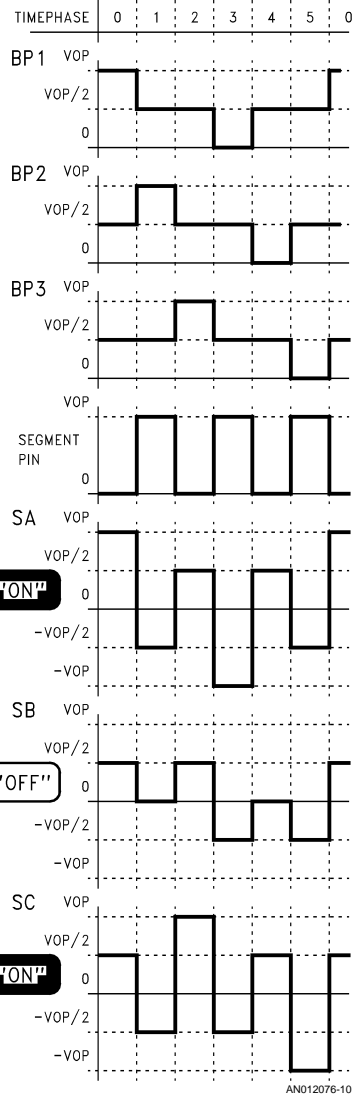 TIMEPHASE 0 1 2 3 4 5 0
BP1 VOP
VOP/2
0
BP2 VOP
VOP/2
0
BP3 VOP
VOP/2
0
VOP
SEGMENT
PIN
0
SA VOP
VOP/2
"ON" 0
-VOP/2
-VOP
SB VOP
VOP/2
"OFF" 0
-VOP/2
-VOP
SC VOP
VOP/2
"ON" 0
-VOP/2
-VOP
AN012076-10